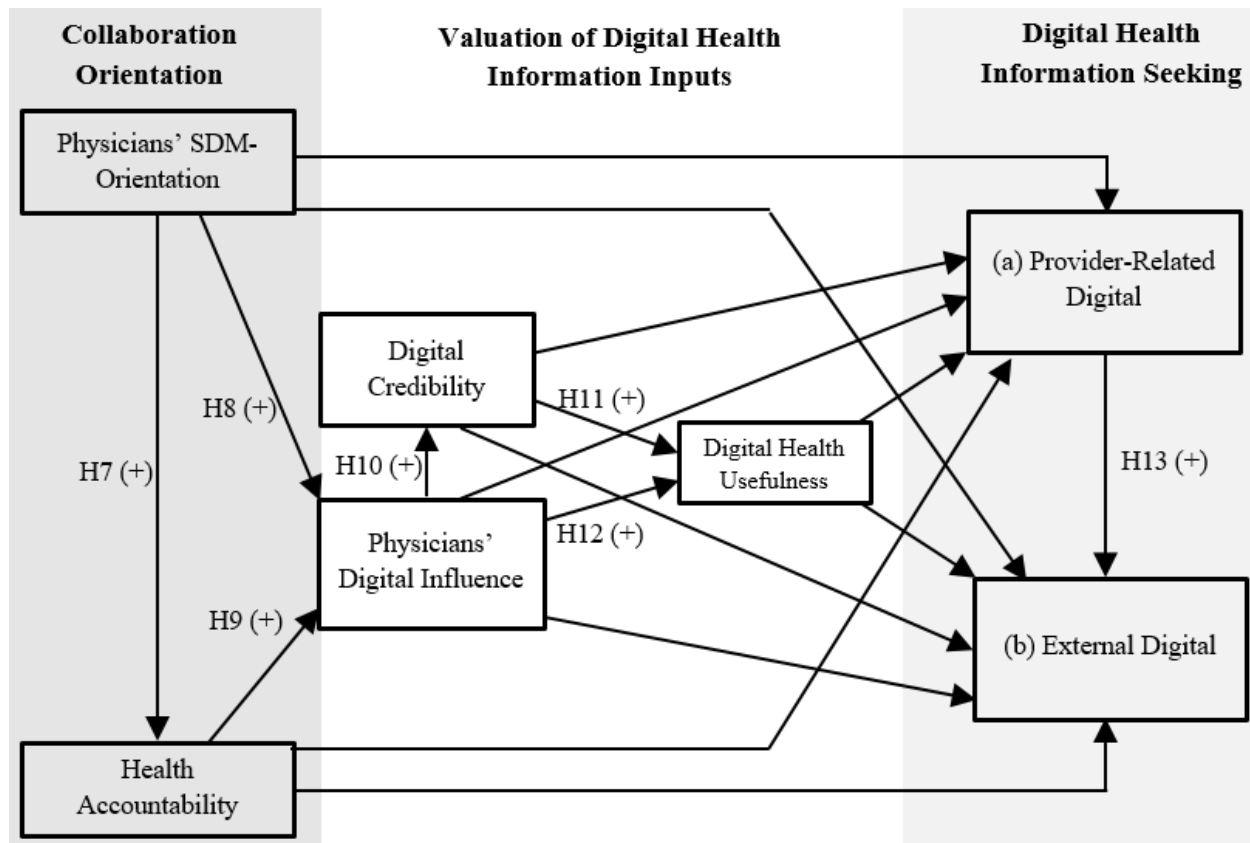 Collaboration
Orientation
Valuation of Digital Health
Information Inputs
Digital Health
Information Seeking
Physicians’ SDM-
Orientation
(a) Provider-Related
Digital
Digital
Credibility
H8 (+)
H11 (+)
H7 (+)
H10 (+)
Digital Health
Usefulness
H13 (+)
H12 (+)
Physicians’
Digital Influence
H9 (+)
(b) External Digital
Health
Accountability